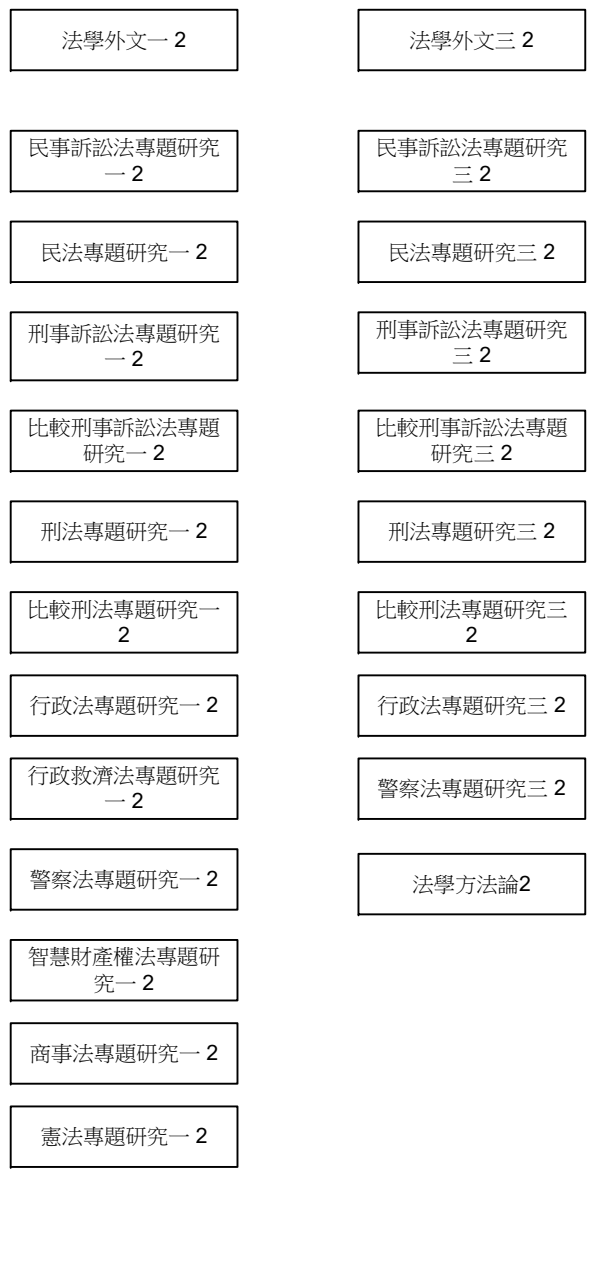 法學外文一 2
民事訴訟法專題研究
一 2
民法專題研究一 2
刑事訴訟法專題研究
一 2
比較刑事訴訟法專題
研究一 2
刑法專題研究一 2
比較刑法專題研究一
2
行政法專題研究一 2
行政救濟法專題研究
一 2
警察法專題研究一 2
智慧財產權法專題研
究一 2
商事法專題研究一 2
憲法專題研究一 2
法學外文三 2
民事訴訟法專題研究
三 2
民法專題研究三 2
刑事訴訟法專題研究
三 2
比較刑事訴訟法專題
研究三 2
刑法專題研究三 2
比較刑法專題研究三
2
行政法專題研究三 2
警察法專題研究三 2
法學方法論2